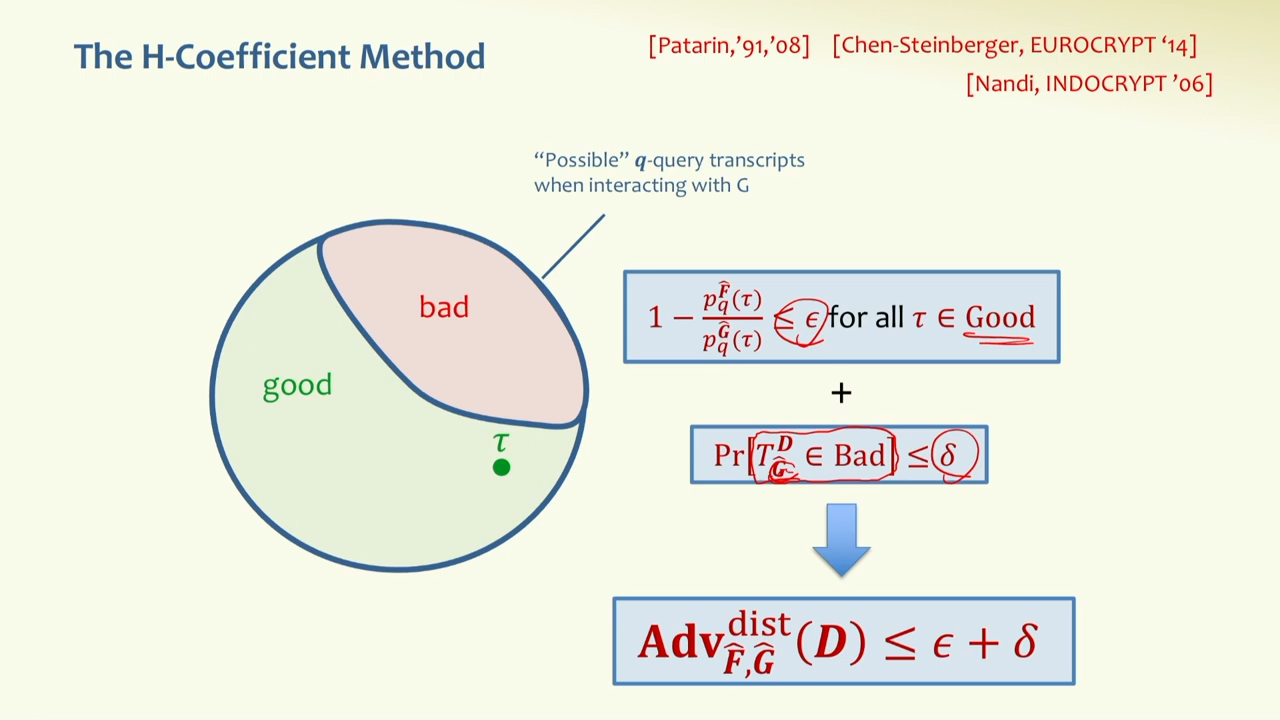 The H-Coefficient Method
[Patarin,’91,’08] [Chen-Steinberger, EUROCRYPT ‘14]
[Nandi, INDOCRYPT ’06]
“Possible” q-query transcripts
when interacting with G
bad
good
τ
1 − p_q^F̂(τ) / p_q^Ĝ(τ) ≤ ϵ for all τ ∈ Good
+
Pr[T_Ĝ^D ∈ Bad] ≤ δ
Adv_{F̂,Ĝ}^{dist}(D) ≤ ϵ + δ